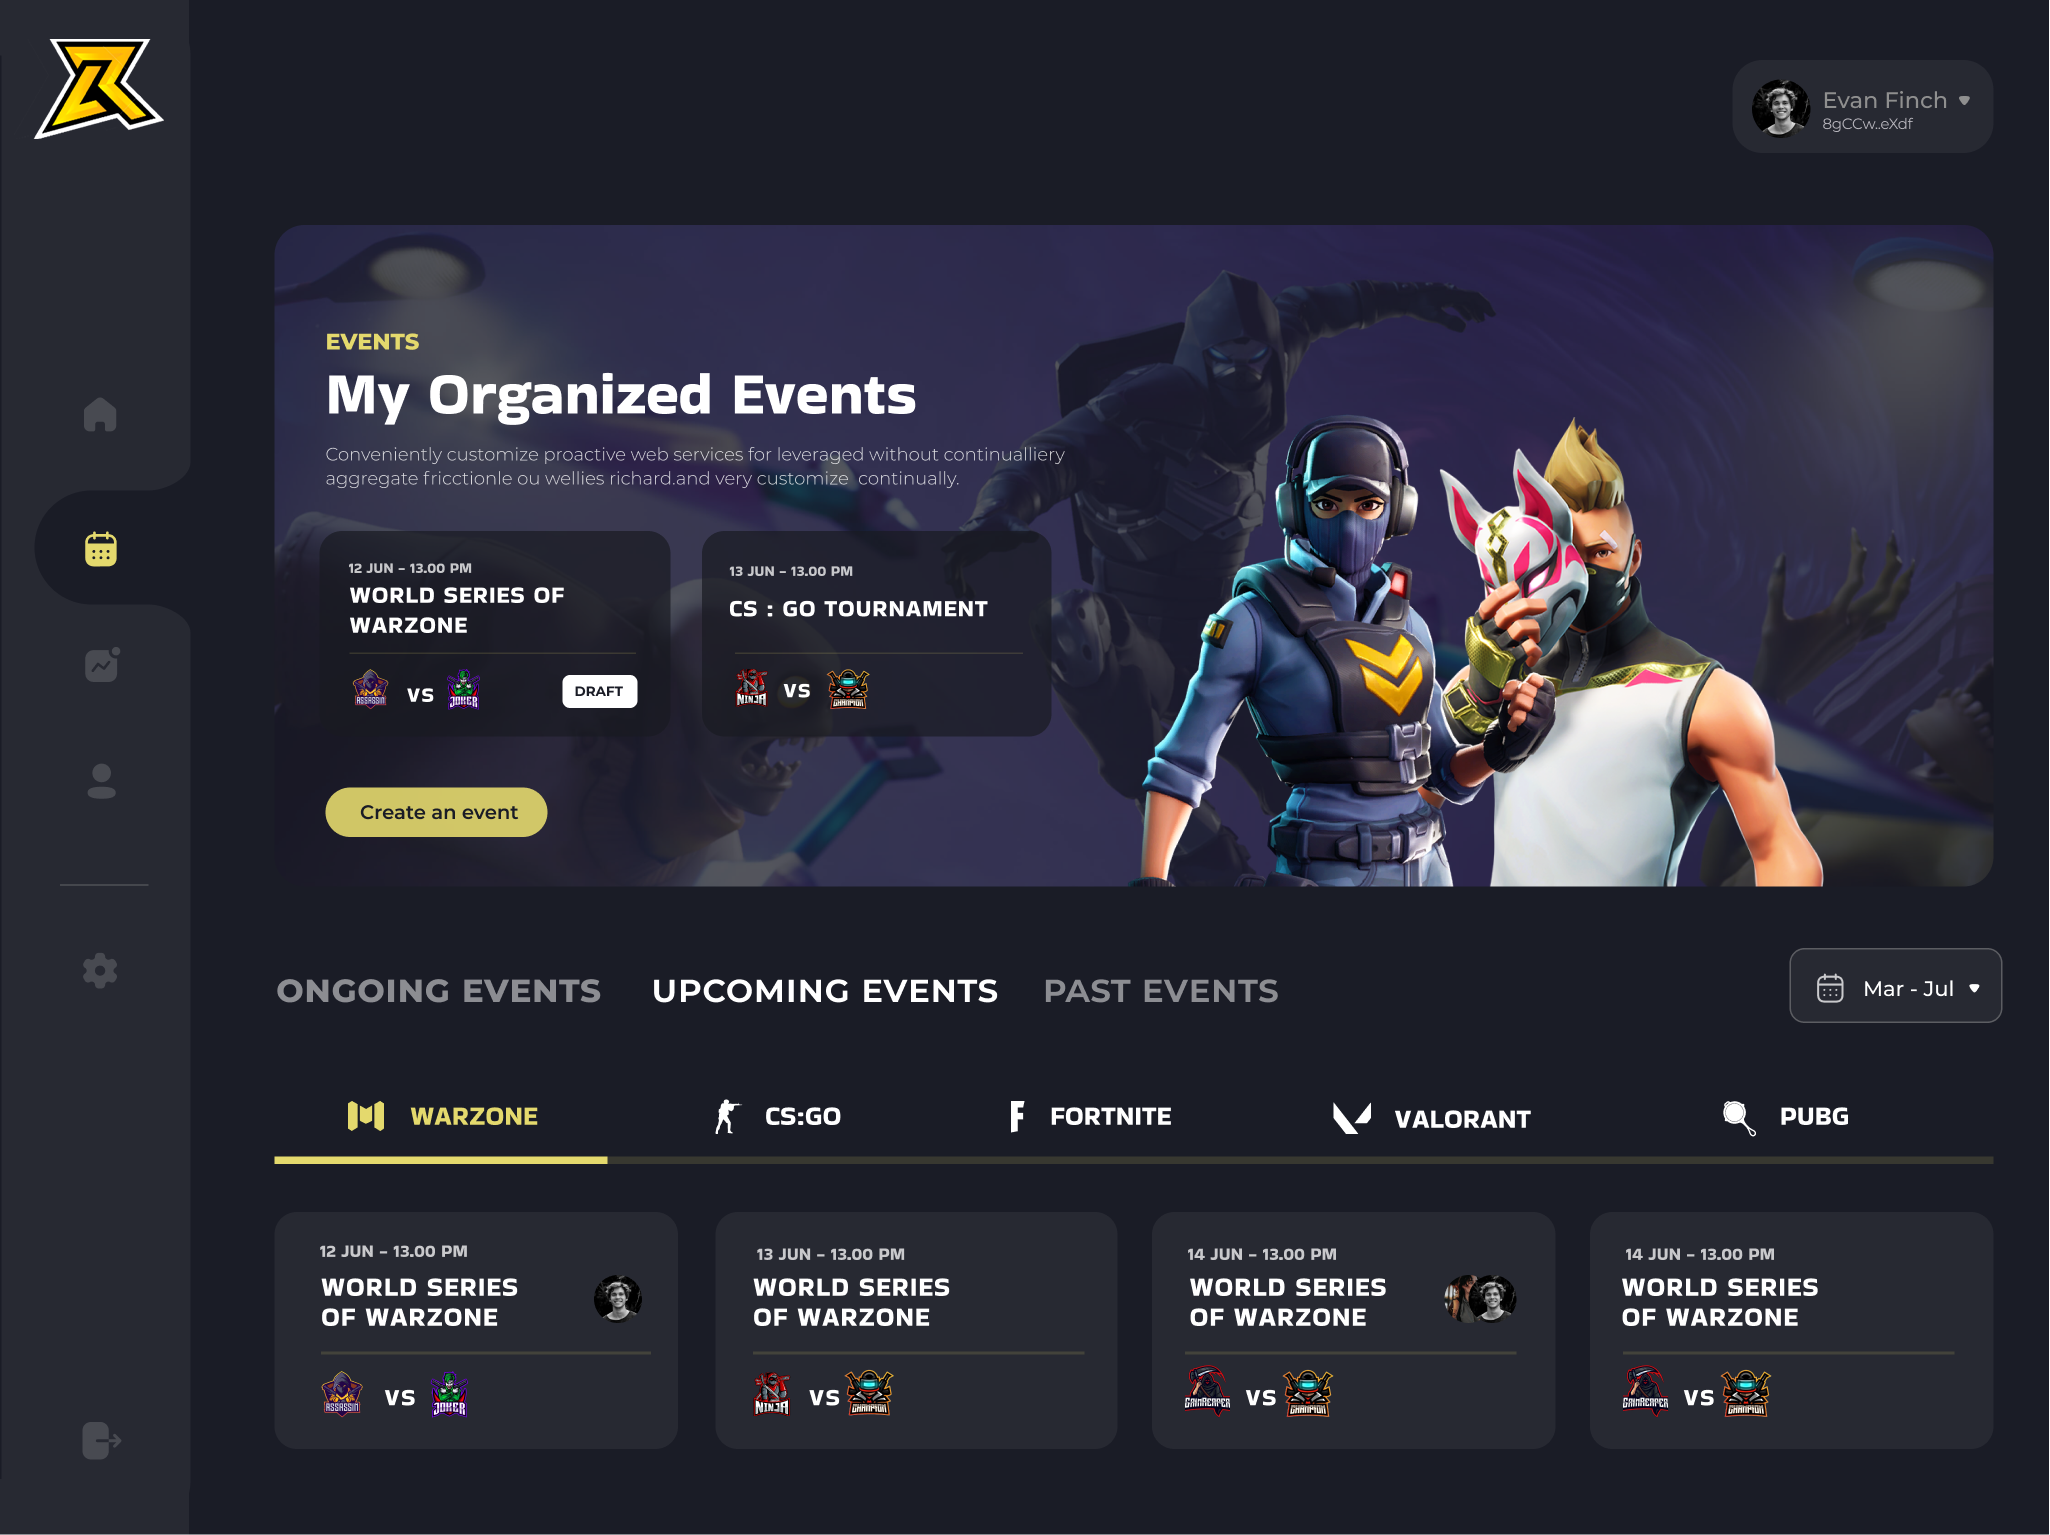 Evan Finch
8gCCw..eXdf
EVENTS
My Organized Events
Conveniently customize proactive web services for leveraged without continualliery
aggregate fricctionle ou wellies richard.and very customize  continually.
12 JUN – 13.00 PM
WORLD SERIES OF
WARZONE
ASSASSIN
VS
JOKER
DRAFT
13 JUN – 13.00 PM
CS : GO TOURNAMENT
NINJA
VS
CHAMPION
Create an event
ONGOING EVENTS
UPCOMING EVENTS
PAST EVENTS
Mar - Jul
WARZONE
CS:GO
FORTNITE
VALORANT
PUBG
12 JUN – 13.00 PM
WORLD SERIES
OF WARZONE
ASSASSIN
VS
JOKER
13 JUN – 13.00 PM
WORLD SERIES
OF WARZONE
NINJA
VS
CHAMPION
14 JUN – 13.00 PM
WORLD SERIES
OF WARZONE
GRIMREAPER
VS
CHAMPION
14 JUN – 13.00 PM
WORLD SERIES
OF WARZONE
GRIMREAPER
VS
CHAMPION